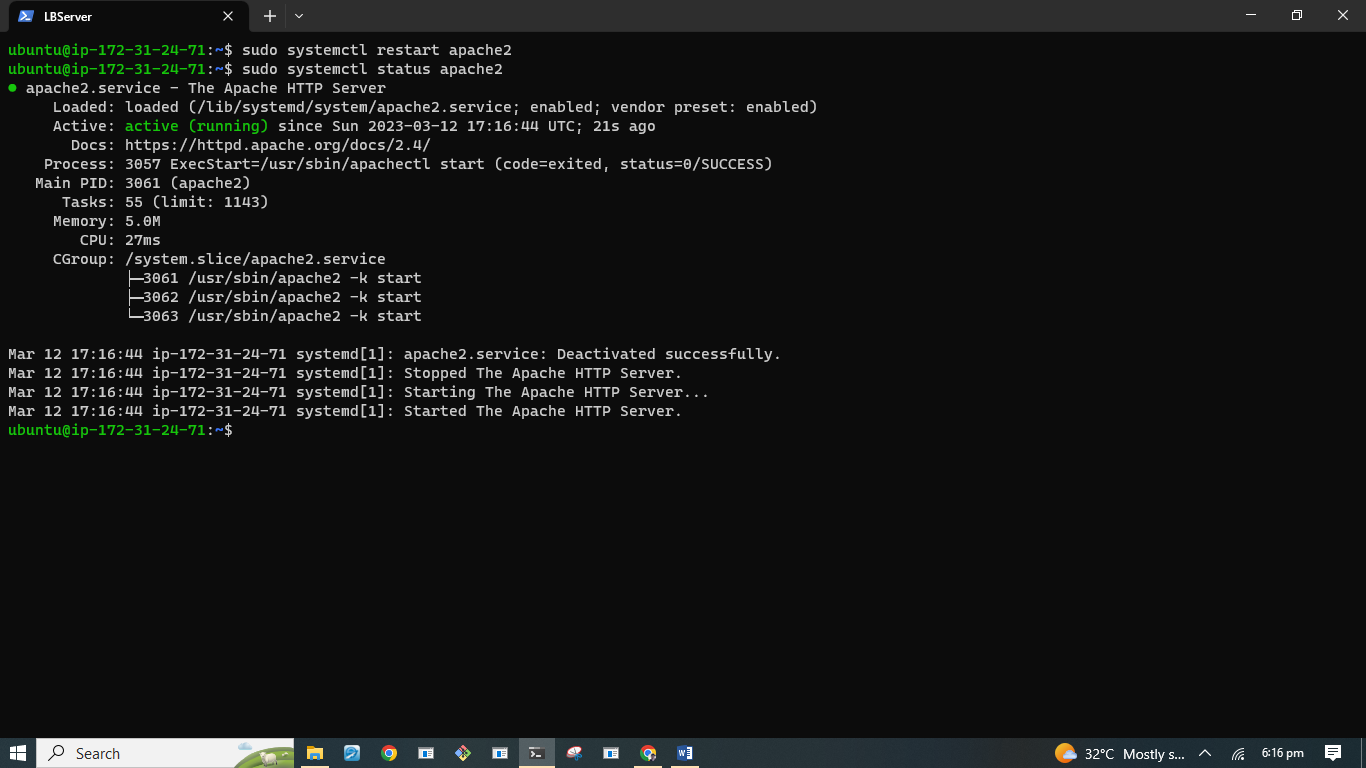 LBServer
ubuntu@ip-172-31-24-71:~$ sudo systemctl restart apache2
ubuntu@ip-172-31-24-71:~$ sudo systemctl status apache2
● apache2.service - The Apache HTTP Server
     Loaded: loaded (/lib/systemd/system/apache2.service; enabled; vendor preset: enabled)
     Active: active (running) since Sun 2023-03-12 17:16:44 UTC; 21s ago
       Docs: https://httpd.apache.org/docs/2.4/
    Process: 3057 ExecStart=/usr/sbin/apachectl start (code=exited, status=0/SUCCESS)
   Main PID: 3061 (apache2)
      Tasks: 55 (limit: 1143)
     Memory: 5.0M
        CPU: 27ms
     CGroup: /system.slice/apache2.service
             ├─3061 /usr/sbin/apache2 -k start
             ├─3062 /usr/sbin/apache2 -k start
             └─3063 /usr/sbin/apache2 -k start
Mar 12 17:16:44 ip-172-31-24-71 systemd[1]: apache2.service: Deactivated successfully.
Mar 12 17:16:44 ip-172-31-24-71 systemd[1]: Stopped The Apache HTTP Server.
Mar 12 17:16:44 ip-172-31-24-71 systemd[1]: Starting The Apache HTTP Server...
Mar 12 17:16:44 ip-172-31-24-71 systemd[1]: Started The Apache HTTP Server.
ubuntu@ip-172-31-24-71:~$
Search 32°C Mostly s... 6:16 pm